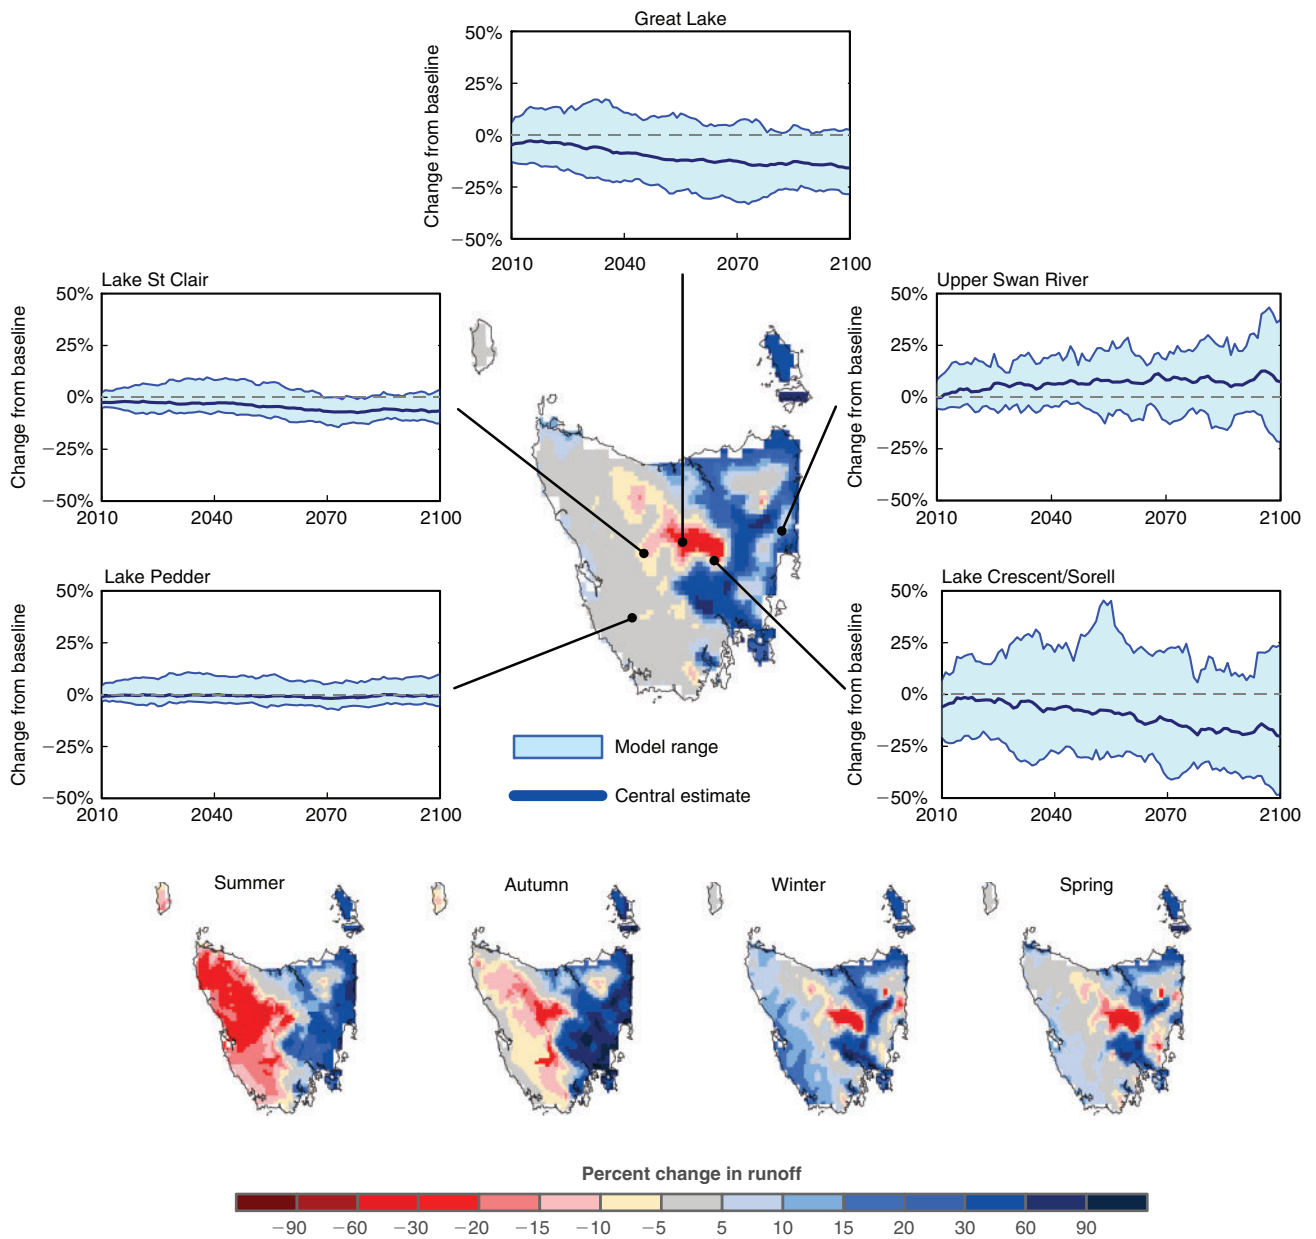 Great Lake
Change from baseline
50%
25%
0%
−25%
−50%
2010 2040 2070 2100
Lake St Clair
Change from baseline
50%
25%
0%
−25%
−50%
2010 2040 2070 2100
Upper Swan River
Change from baseline
50%
25%
0%
−25%
−50%
2010 2040 2070 2100
Lake Pedder
Change from baseline
50%
25%
0%
−25%
−50%
2010 2040 2070 2100
Lake Crescent/Sorell
Change from baseline
50%
25%
0%
−25%
−50%
2010 2040 2070 2100
Model range
Central estimate
Summer
Autumn
Winter
Spring
Percent change in runoff
−90 −60 −30 −20 −15 −10 −5 5 10 15 20 30 60 90